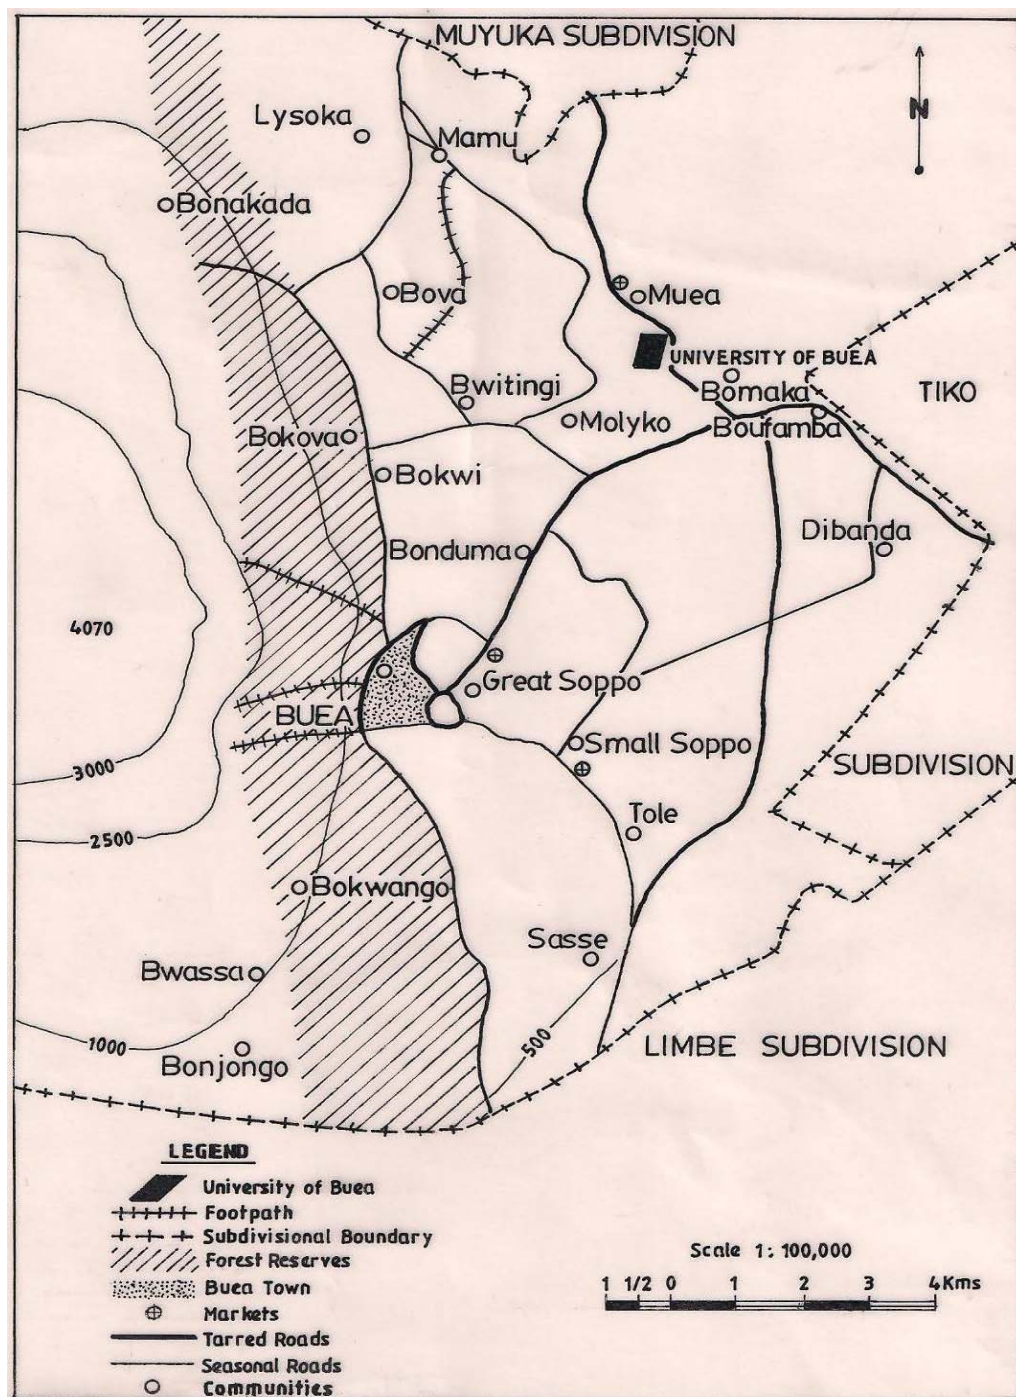 MUYUKA SUBDIVISION
N
Lysoka
Mamu
Bonakada
Bova
Muea
UNIVERSITY OF BUEA
Bwitingi
Bomaka
TIKO
Molyko
Boufamba
Bokova
Bokwi
Dibanda
Bonduma
4070
Great Soppo
BUEA
Small Soppo
SUBDIVISION
3000
Tole
2500
Bokwango
Sasse
Bwassa
1000
500
LIMBE SUBDIVISION
Bonjongo
LEGEND
University of Buea
Footpath
Subdivisional Boundary
Forest Reserves
Buea Town
Markets
Tarred Roads
Seasonal Roads
Communities
Scale 1:100,000
1 1/2 0 1 2 3 4 Kms